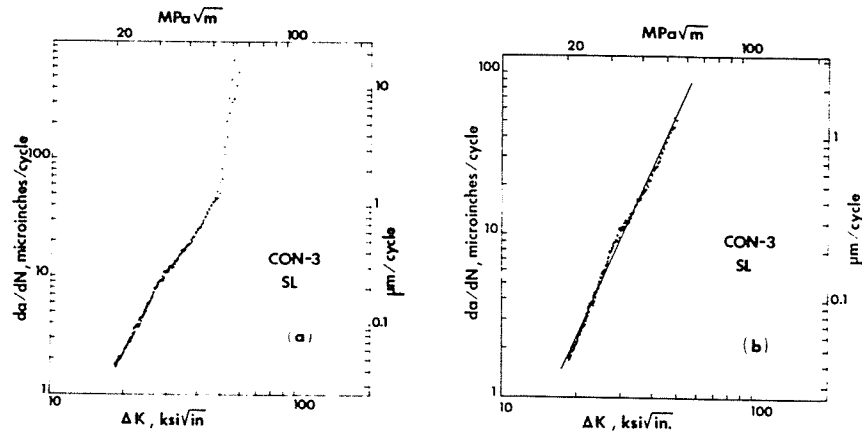 MPa√m
20
100
100
10
1
10
1
0.1
da/dN, microinches/cycle
μm/cycle
CON-3
SL
(a)
10
100
ΔK, ksi√in
MPa√m
20
100
100
10
1
1
0.1
da/dN, microinches/cycle
μm/cycle
CON-3
SL
(b)
10
100
ΔK, ksi√in.